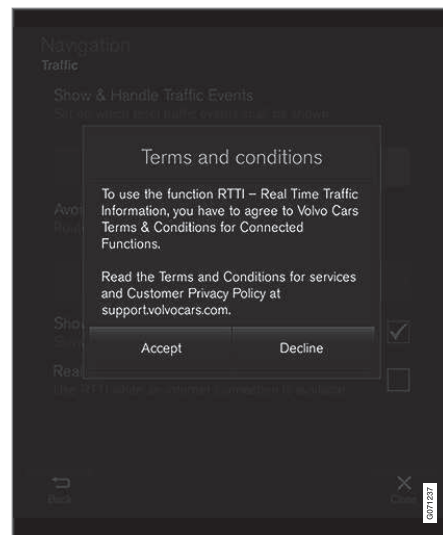 Navigation
Traffic
Show & Handle Traffic Events
Terms and conditions
To use the function RTTI – Real Time Traffic
Information, you have to agree to Volvo Cars
Terms & Conditions for Connected
Functions.
Read the Terms and Conditions for services
and Customer Privacy Policy at
support.volvocars.com.
Accept
Decline
Back
Close
G071237